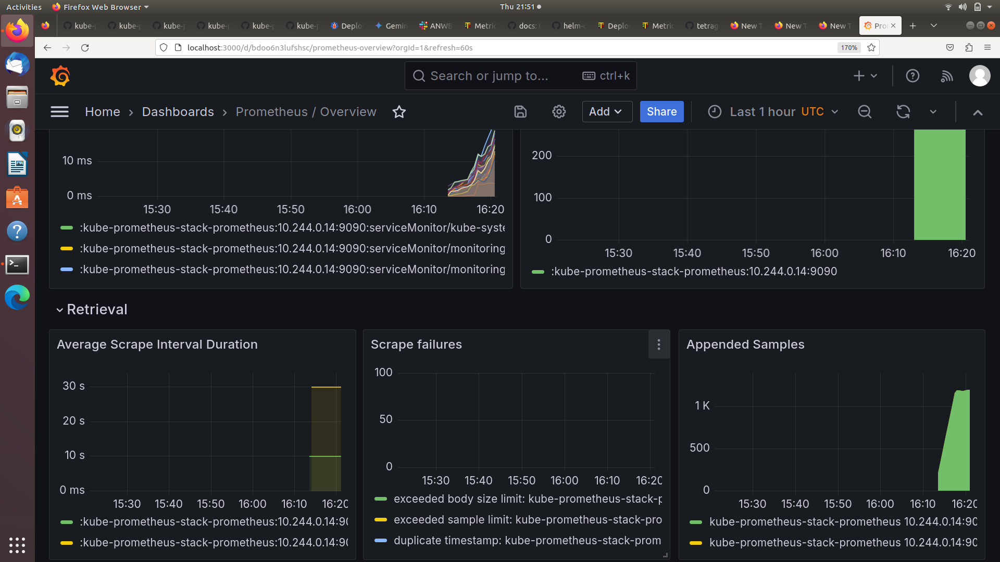 Activities Firefox Web Browser Thu 21:51
kube-p kube-p kube-p kube-p kube-p kube-p Deplo Gemin ANWB Metric docs: helm-c Deplo Metric tetrag New T New T New T Pro
localhost:3000/d/bdoo6n3lufshsc/prometheus-overview?orgId=1&refresh=60s 170%
Search or jump to... ctrl+k
Home Dashboards Prometheus / Overview Add Share Last 1 hour UTC
10 ms
0 ms
15:30 15:40 15:50 16:00 16:10 16:20
:kube-prometheus-stack-prometheus:10.244.0.14:9090:serviceMonitor/kube-syste
:kube-prometheus-stack-prometheus:10.244.0.14:9090:serviceMonitor/monitoring
:kube-prometheus-stack-prometheus:10.244.0.14:9090:serviceMonitor/monitoring
200
100
0
15:30 15:40 15:50 16:00 16:10 16:20
:kube-prometheus-stack-prometheus:10.244.0.14:9090
Retrieval
Average Scrape Interval Duration
30 s
20 s
10 s
0 ms
15:30 15:40 15:50 16:00 16:10 16:20
:kube-prometheus-stack-prometheus:10.244.0.14:90
:kube-prometheus-stack-prometheus:10.244.0.14:90
Scrape failures
100
50
0
15:30 15:40 15:50 16:00 16:10 16:20
exceeded body size limit: kube-prometheus-stack-p
exceeded sample limit: kube-prometheus-stack-pro
duplicate timestamp: kube-prometheus-stack-prom
Appended Samples
1 K
500
0
15:30 15:40 15:50 16:00 16:10 16:20
kube-prometheus-stack-prometheus 10.244.0.14:90
kube-prometheus-stack-prometheus 10.244.0.14:90